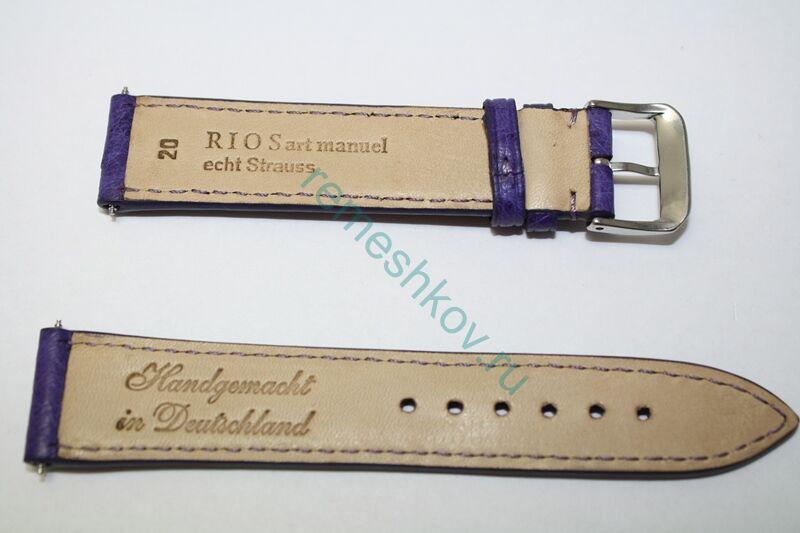 20
RIOS art manuel
echt Strauss
remeshkov.ru
Handgemacht
in Deutschland